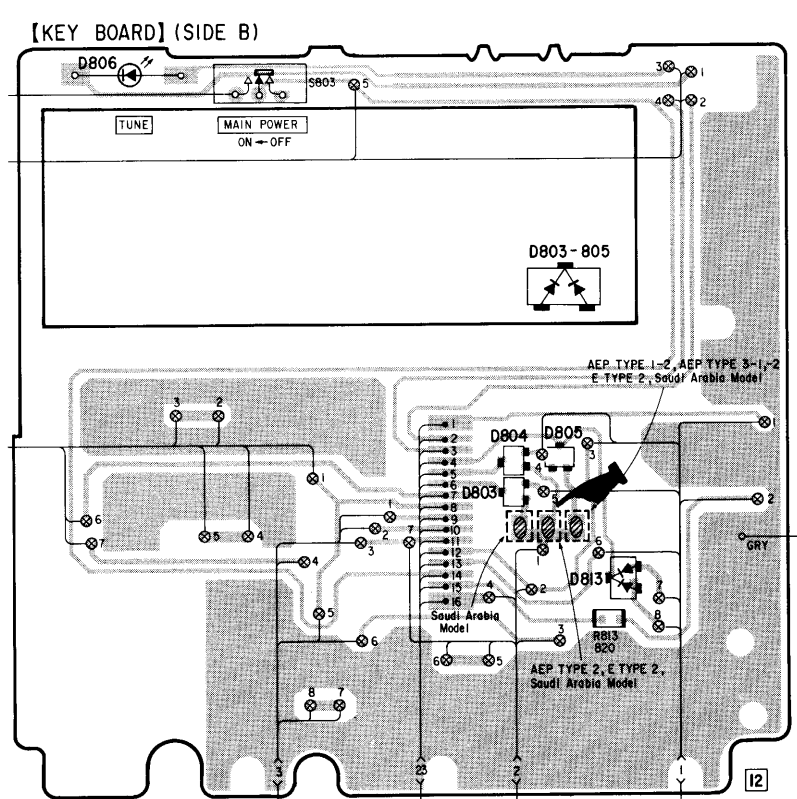 【KEY BOARD】(SIDE B)
D806
S803
5
3 1
4 2
TUNE
MAIN POWER
ON ← OFF
D803-805
AEP TYPE 1-2, AEP TYPE 3-1,-2
E TYPE 2, Saudi Arabia Model
3 2
1
2
3
4
5
6
7
8
9
10
11
12
13
14
15
16
D804 D805
4 3
1
1
D803
5
2
6
7
5 4
1
2
3
7
4
1
6
GRY
D813
7
4
2
8
5
Saudi Arabia
Model
R813
820
6
3
6 5
AEP TYPE 2, E TYPE 2,
Saudi Arabia Model
8 7
3
23
2
1
12